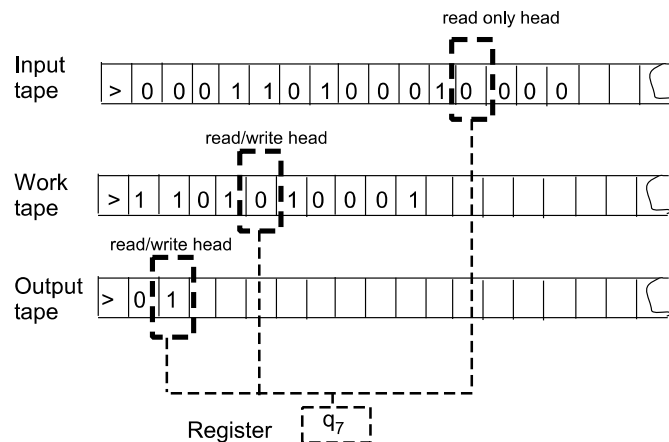 read only head
Input tape
> 0 0 0 1 1 0 1 0 0 0 1 0 0 0 0
read/write head
Work tape
> 1 1 0 1 0 1 0 0 0 1
read/write head
Output tape
> 0 1
Register q7